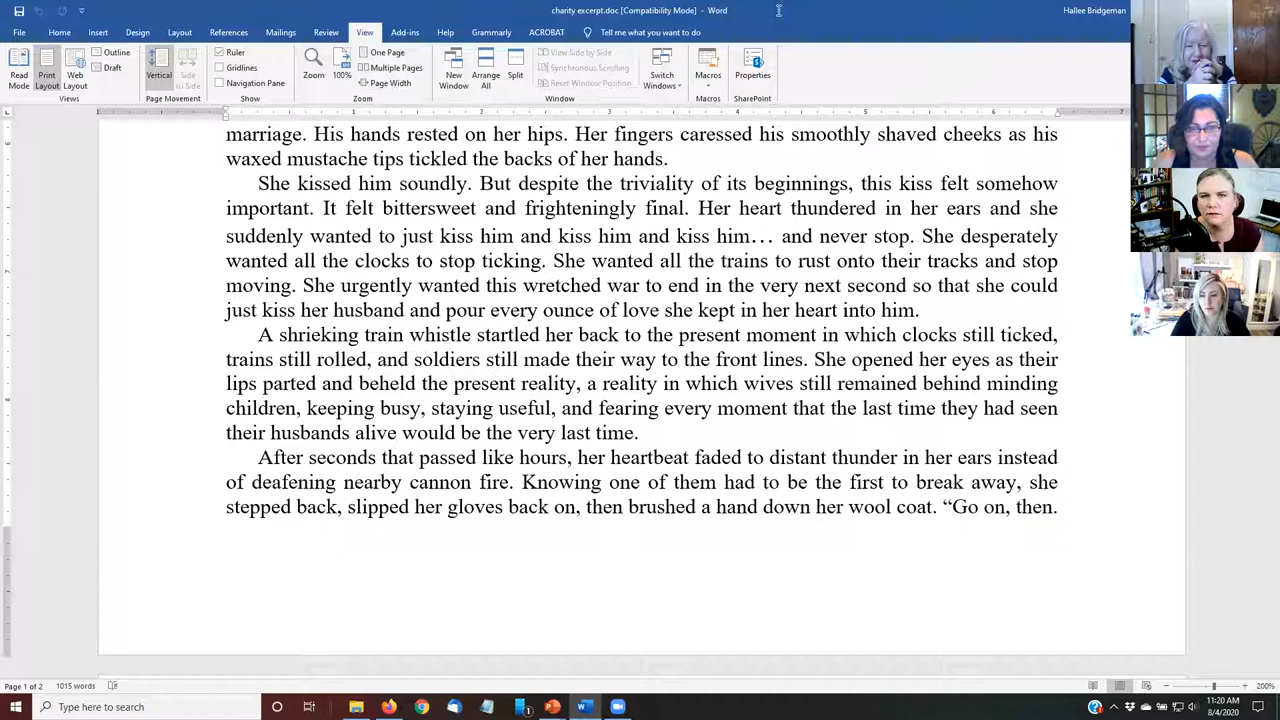 charity excerpt.doc [Compatibility Mode] - Word
Hallee Bridgeman
File Home Insert Design Layout References Mailings Review View Add-ins Help Grammarly ACROBAT Tell me what you want to do
Read Mode
Print Layout
Web Layout
Outline
Draft
Views
Vertical
Side to Side
Page Movement
Ruler
Gridlines
Navigation Pane
Show
Zoom
100%
One Page
Multiple Pages
Page Width
Zoom
New Window
Arrange All
Split
View Side by Side
Synchronous Scrolling
Reset Window Position
Window
Switch Windows
Macros
Macros
Properties
SharePoint
marriage. His hands rested on her hips. Her fingers caressed his smoothly shaved cheeks as his
waxed mustache tips tickled the backs of her hands.
She kissed him soundly. But despite the triviality of its beginnings, this kiss felt somehow
important. It felt bittersweet and frighteningly final. Her heart thundered in her ears and she
suddenly wanted to just kiss him and kiss him and kiss him… and never stop. She desperately
wanted all the clocks to stop ticking. She wanted all the trains to rust onto their tracks and stop
moving. She urgently wanted this wretched war to end in the very next second so that she could
just kiss her husband and pour every ounce of love she kept in her heart into him.
A shrieking train whistle startled her back to the present moment in which clocks still ticked,
trains still rolled, and soldiers still made their way to the front lines. She opened her eyes as their
lips parted and beheld the present reality, a reality in which wives still remained behind minding
children, keeping busy, staying useful, and fearing every moment that the last time they had seen
their husbands alive would be the very last time.
After seconds that passed like hours, her heartbeat faded to distant thunder in her ears instead
of deafening nearby cannon fire. Knowing one of them had to be the first to break away, she
stepped back, slipped her gloves back on, then brushed a hand down her wool coat. “Go on, then.
Page 1 of 2 1015 words
200%
Type here to search
11:20 AM
8/4/2020